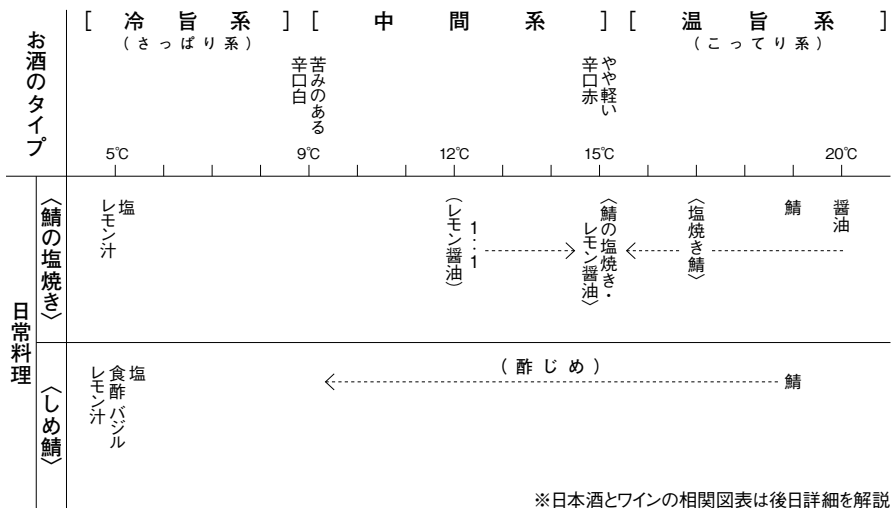 お酒のタイプ
［ 冷旨系 ］
（さっぱり系）
［ 中間系 ］
［ 温旨系 ］
（こってり系）
苦みのある
辛口白
やや軽い
辛口赤
5℃
9℃
12℃
15℃
20℃
日常料理
〈鯖の塩焼き〉
塩
レモン汁
1：1
（レモン醤油）
〈鯖の塩焼き・
レモン醤油〉
〈塩焼き鯖〉
鯖
醤油
〈しめ鯖〉
塩
食酢 バジル
レモン汁
（酢じめ）
鯖
※日本酒とワインの相関図表は後日詳細を解説